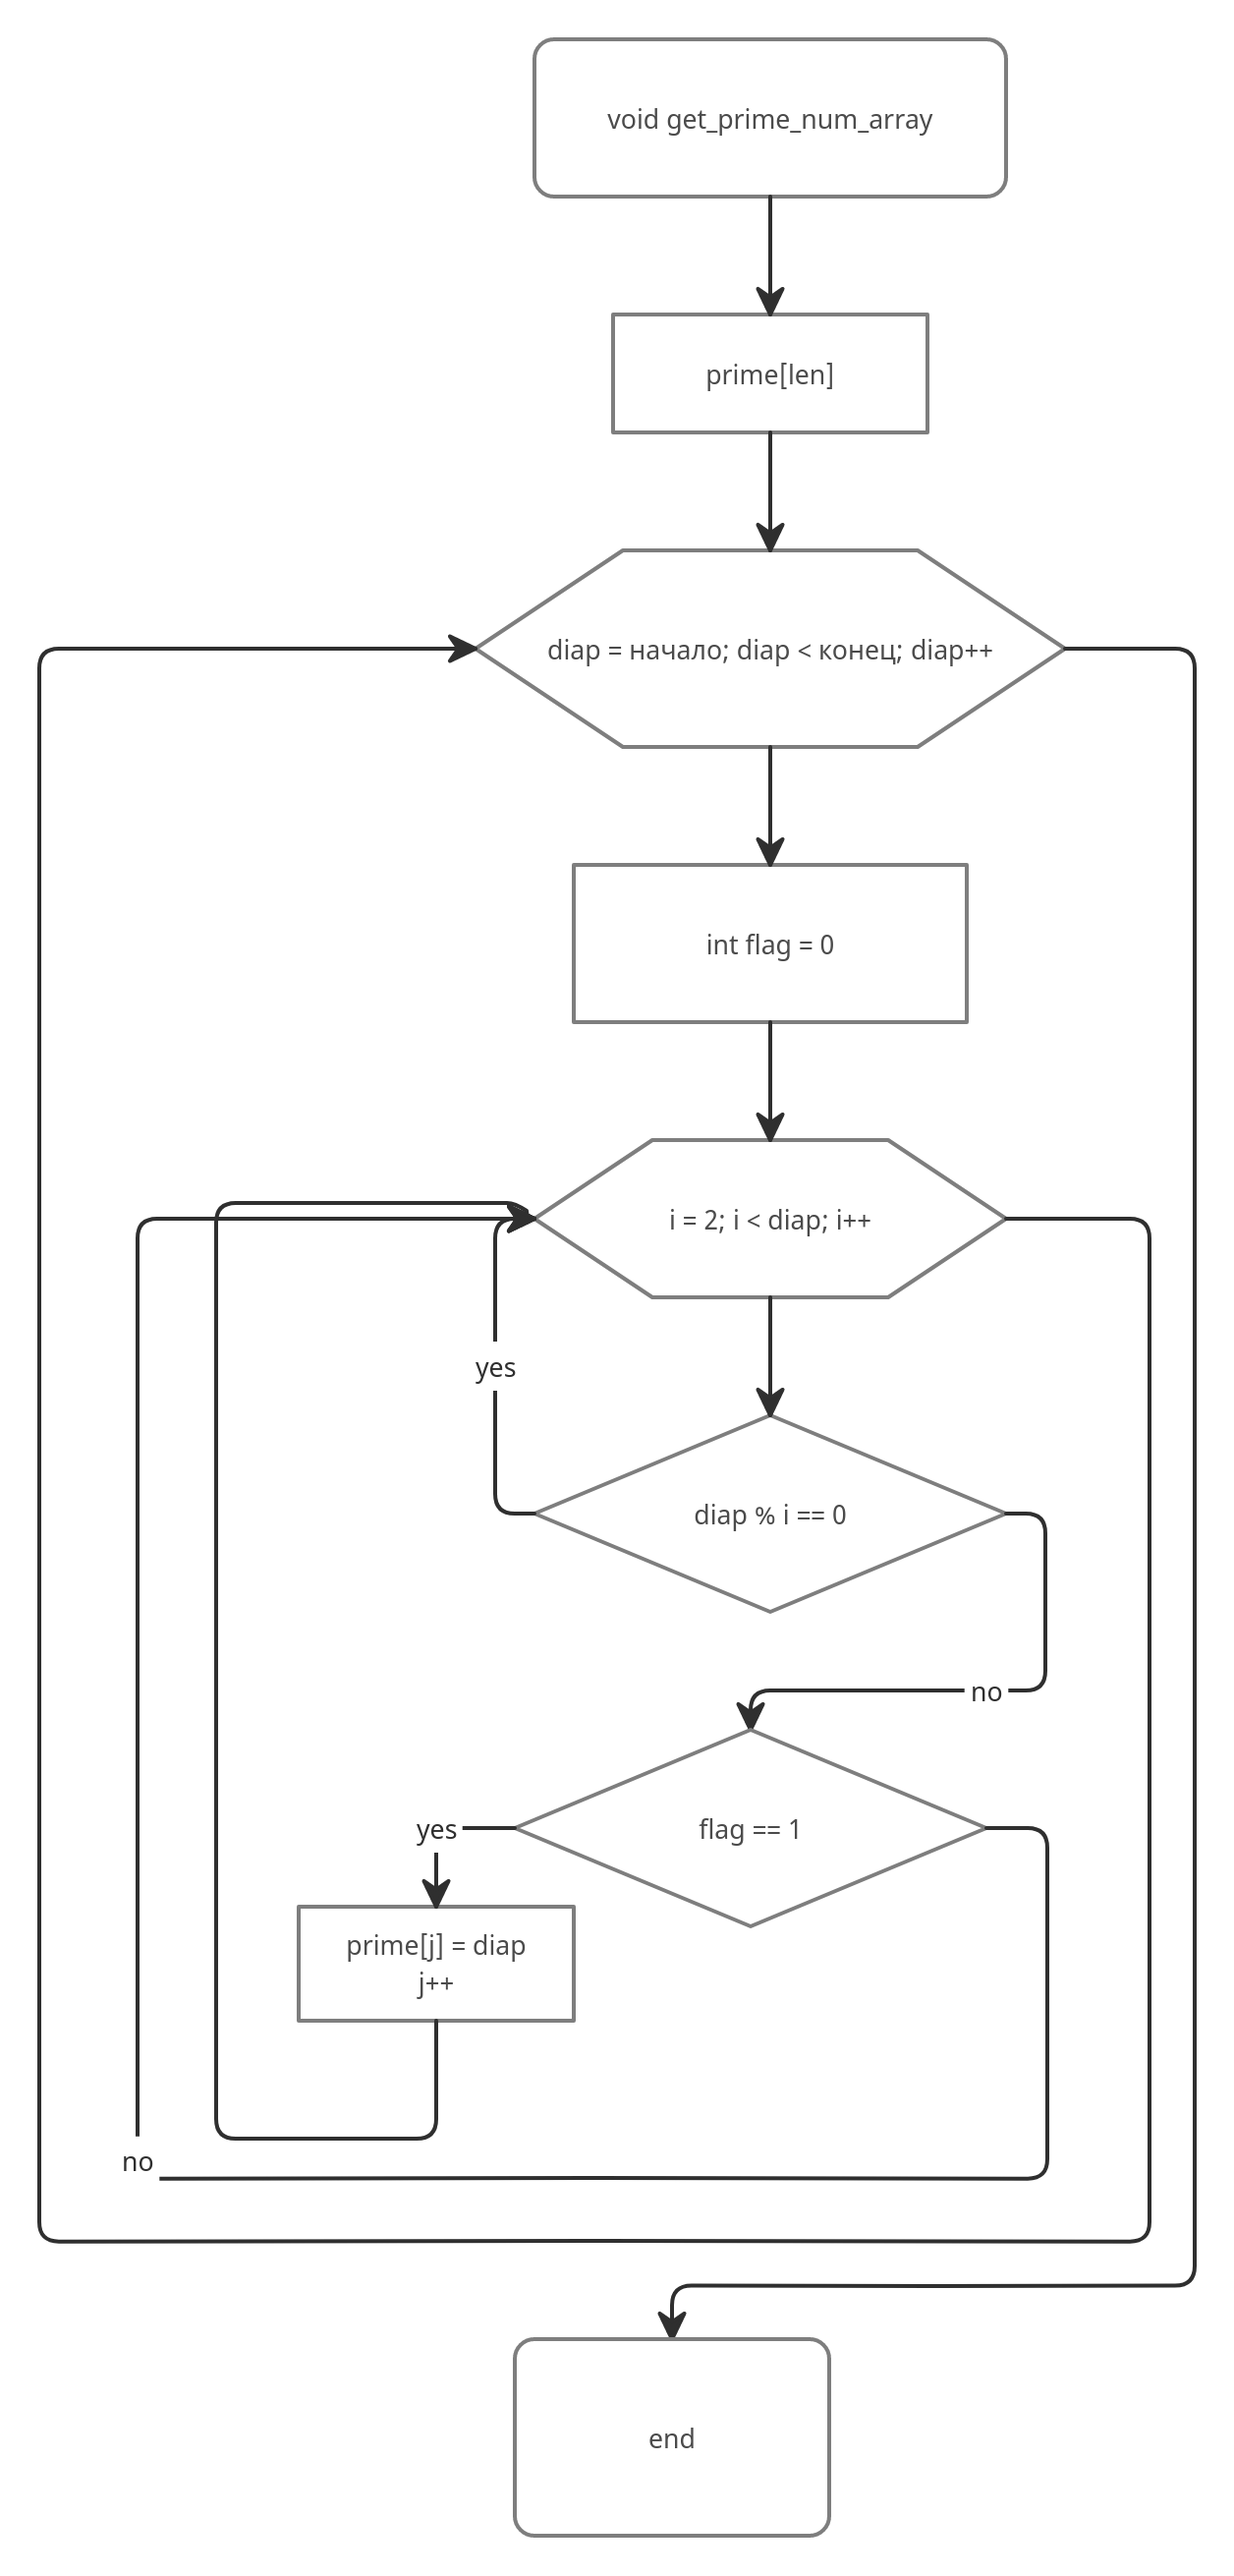 void get_prime_num_array
prime[len]
diap = начало; diap < конец; diap++
int flag = 0
i = 2; i < diap; i++
yes
diap % i == 0
no
yes
flag == 1
prime[j] = diap
j++
no
end